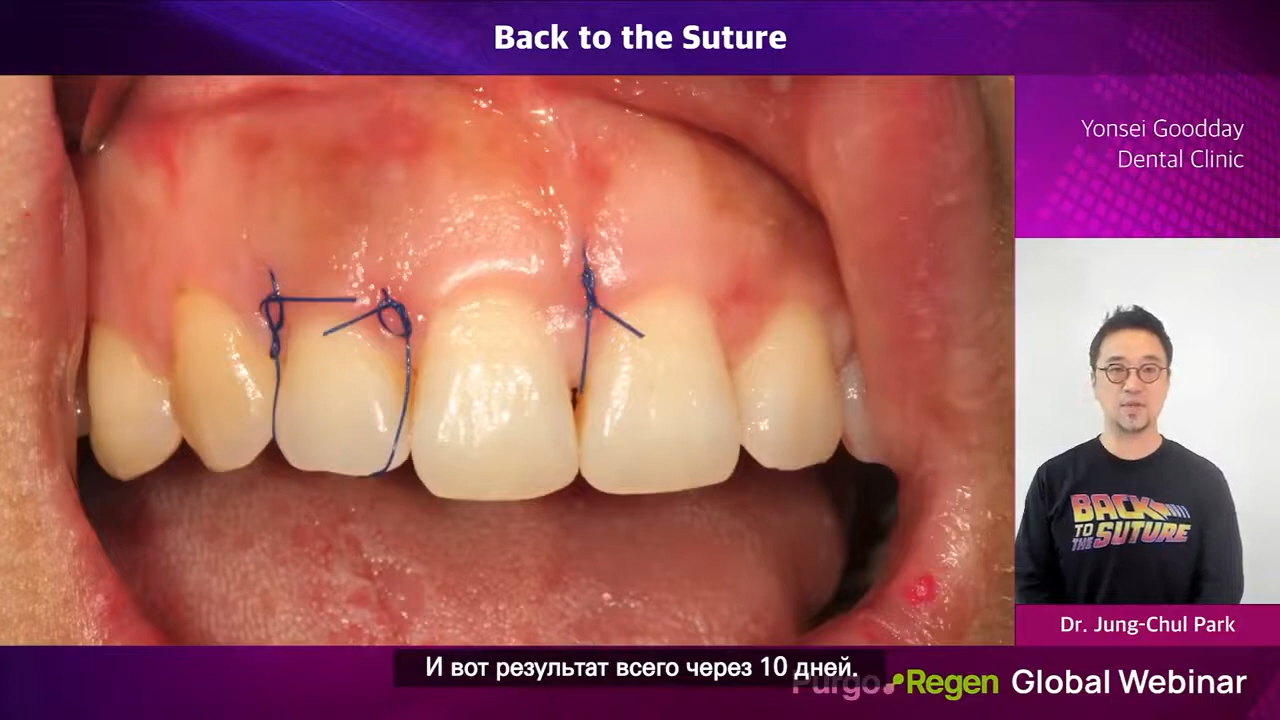 Back to the Suture
Yonsei Goodday
Dental Clinic
BACK
TO THE SUTURE
Dr. Jung-Chul Park
И вот результат всего через 10 дней.
Purgo Regen Global Webinar